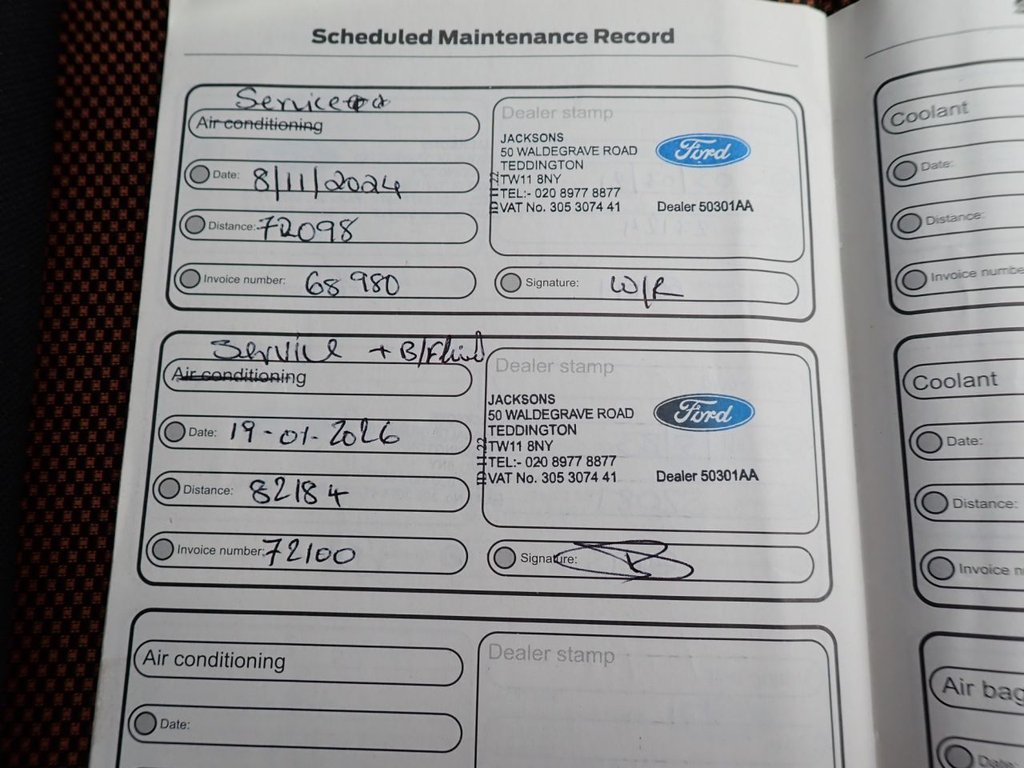 Scheduled Maintenance Record
Service
Air conditioning
Date: 8/11/2024
Distance: 72098
Invoice number: 68980
Dealer stamp
JACKSONS
50 WALDEGRAVE ROAD
TEDDINGTON
TW11 8NY
TEL:- 020 8977 8877
VAT No. 305 3074 41
Ford
Dealer 50301AA
Signature: W/R
Service + B/Fluid
Air conditioning
Date: 19-01-2026
Distance: 82184
Invoice number: 72100
Dealer stamp
JACKSONS
50 WALDEGRAVE ROAD
TEDDINGTON
TW11 8NY
TEL:- 020 8977 8877
VAT No. 305 3074 41
Ford
Dealer 50301AA
Signature:
Air conditioning
Date:
Dealer stamp
Coolant
Date:
Distance:
Invoice numbe
Coolant
Date:
Distance:
Invoice n
Air bag
Date: